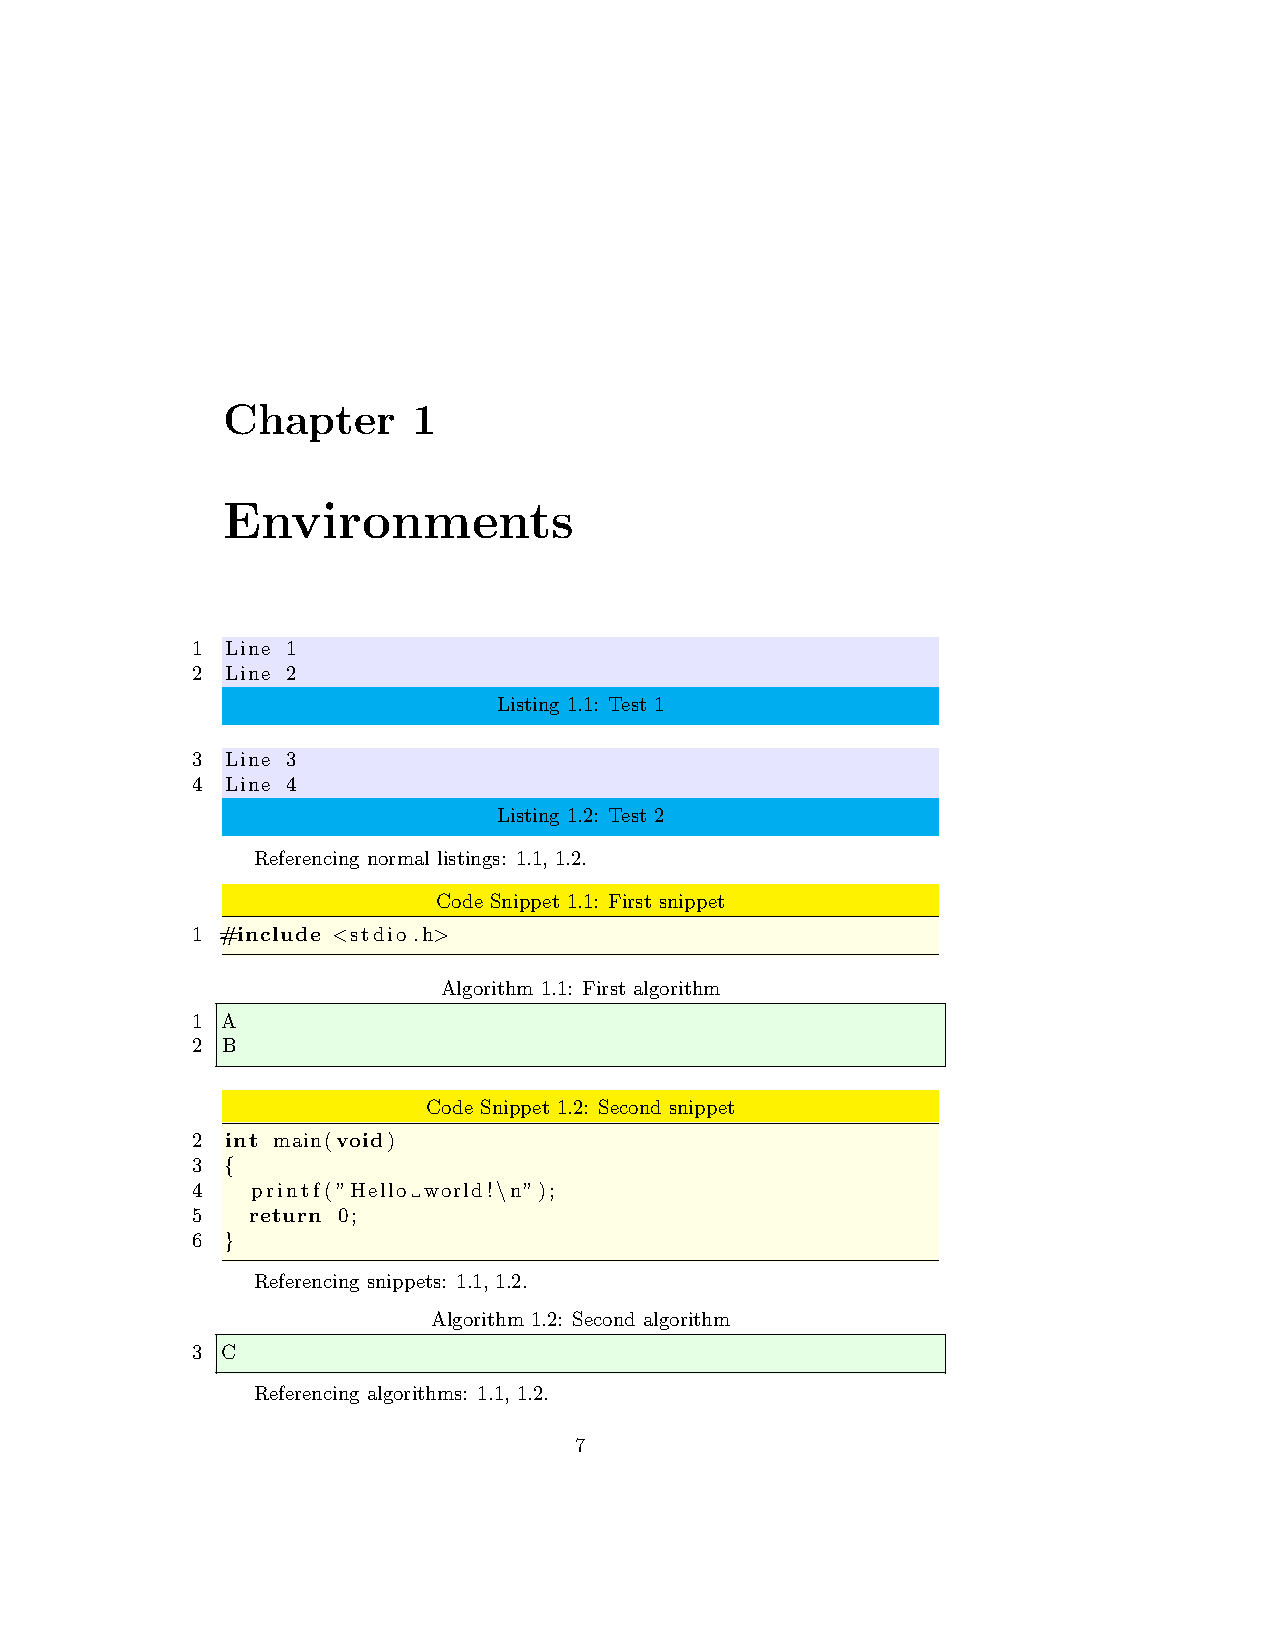 Chapter 1
Environments
1 Line 1
2 Line 2
Listing 1.1: Test 1
3 Line 3
4 Line 4
Listing 1.2: Test 2
Referencing normal listings: 1.1, 1.2.
Code Snippet 1.1: First snippet
1 #include <stdio.h>
Algorithm 1.1: First algorithm
1 A
2 B
Code Snippet 1.2: Second snippet
2 int main(void)
3 {
4   printf("Hello␣world!\n");
5   return 0;
6 }
Referencing snippets: 1.1, 1.2.
Algorithm 1.2: Second algorithm
3 C
Referencing algorithms: 1.1, 1.2.
7